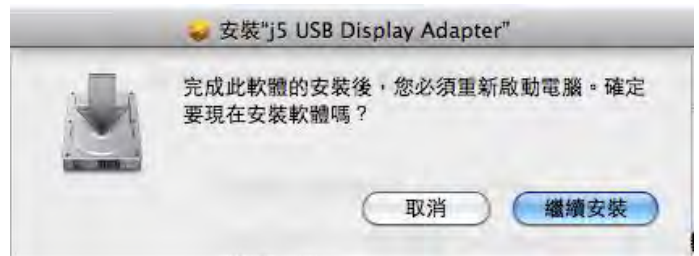 安裝“j5 USB Display Adapter”
完成此軟體的安裝後，您必須重新啟動電腦。確定
要現在安裝軟體嗎？
取消
繼續安裝